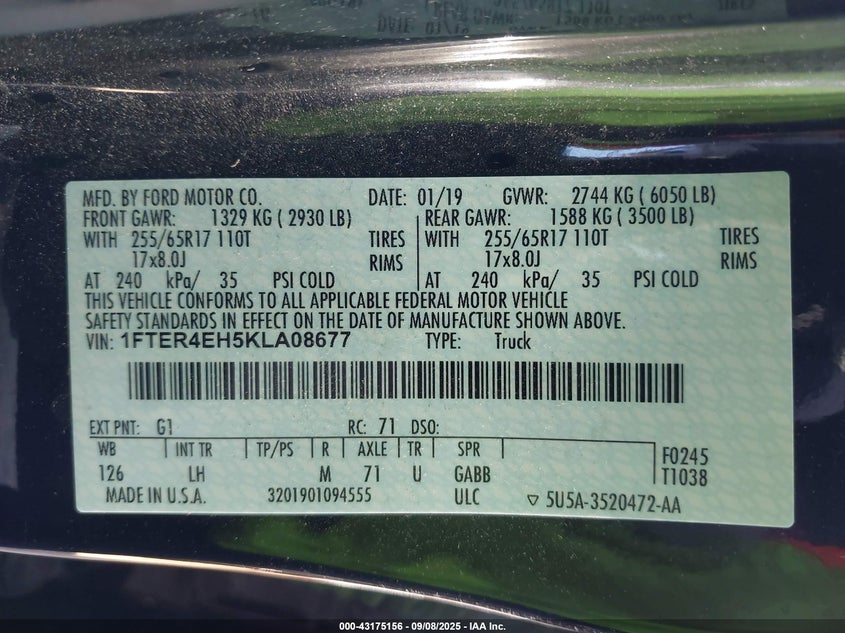 MFD. BY FORD MOTOR CO. DATE: 01/19 GVWR: 2744 KG ( 6050 LB)
FRONT GAWR: 1329 KG ( 2930 LB) REAR GAWR: 1588 KG ( 3500 LB)
WITH 255/65R17 110T TIRES WITH 255/65R17 110T TIRES
17x8.0J RIMS 17x8.0J RIMS
AT 240 kPa/ 35 PSI COLD AT 240 kPa/ 35 PSI COLD
THIS VEHICLE CONFORMS TO ALL APPLICABLE FEDERAL MOTOR VEHICLE
SAFETY STANDARDS IN EFFECT ON THE DATE OF MANUFACTURE SHOWN ABOVE.
VIN: 1FTER4EH5KLA08677 TYPE: Truck
EXT PNT: G1 RC: 71 DSO:
WB INT TR TP/PS R AXLE TR SPR F0245
126 LH M 71 U GABB T1038
MADE IN U.S.A. 3201901094555 ULC ▽ 5U5A-3520472-AA
000-43175156 - 09/08/2025 - IAA Inc.